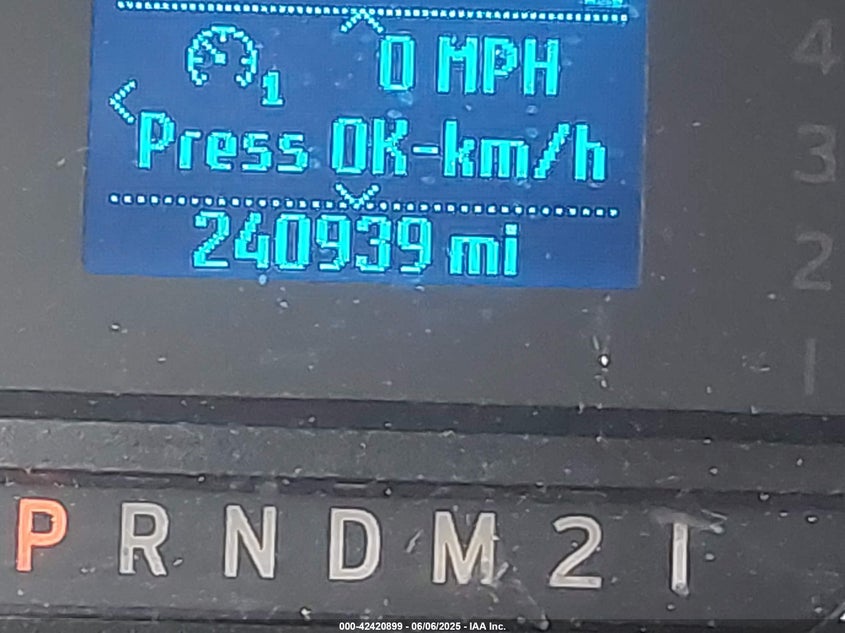 0 MPH
1
Press OK-km/h
240939 mi
4
3
2
1
P R N D M 2 1
000-42420899 - 06/06/2025 - IAA Inc.